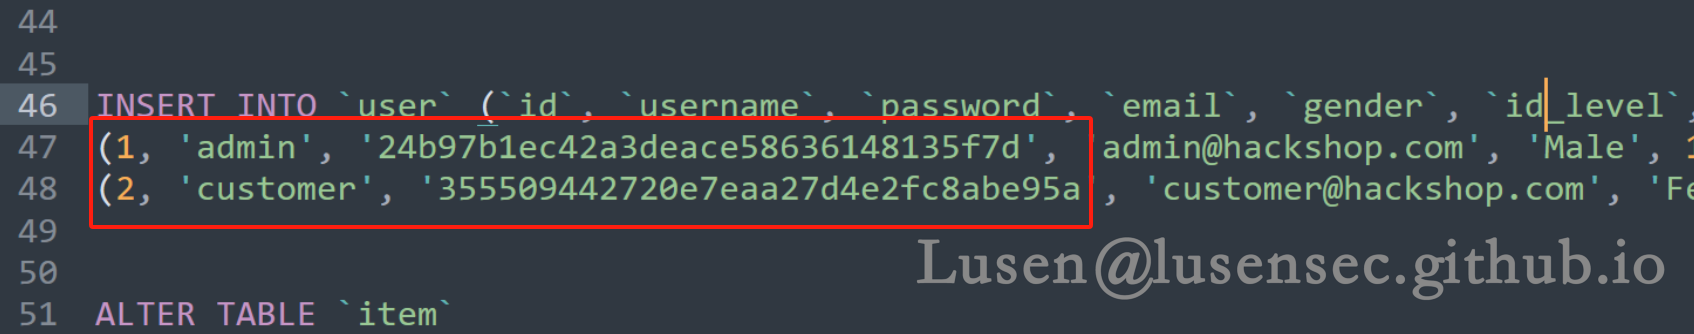 44
45
46 INSERT INTO `user` (`id`, `username`, `password`, `email`, `gender`, `id_level`,
47 (1, 'admin', '24b97b1ec42a3deace58636148135f7d', 'admin@hackshop.com', 'Male', 1
48 (2, 'customer', '355509442720e7eaa27d4e2fc8abe95a', 'customer@hackshop.com', 'Fe
49
50
Lusen@lusensec.github.io
51 ALTER TABLE `item`